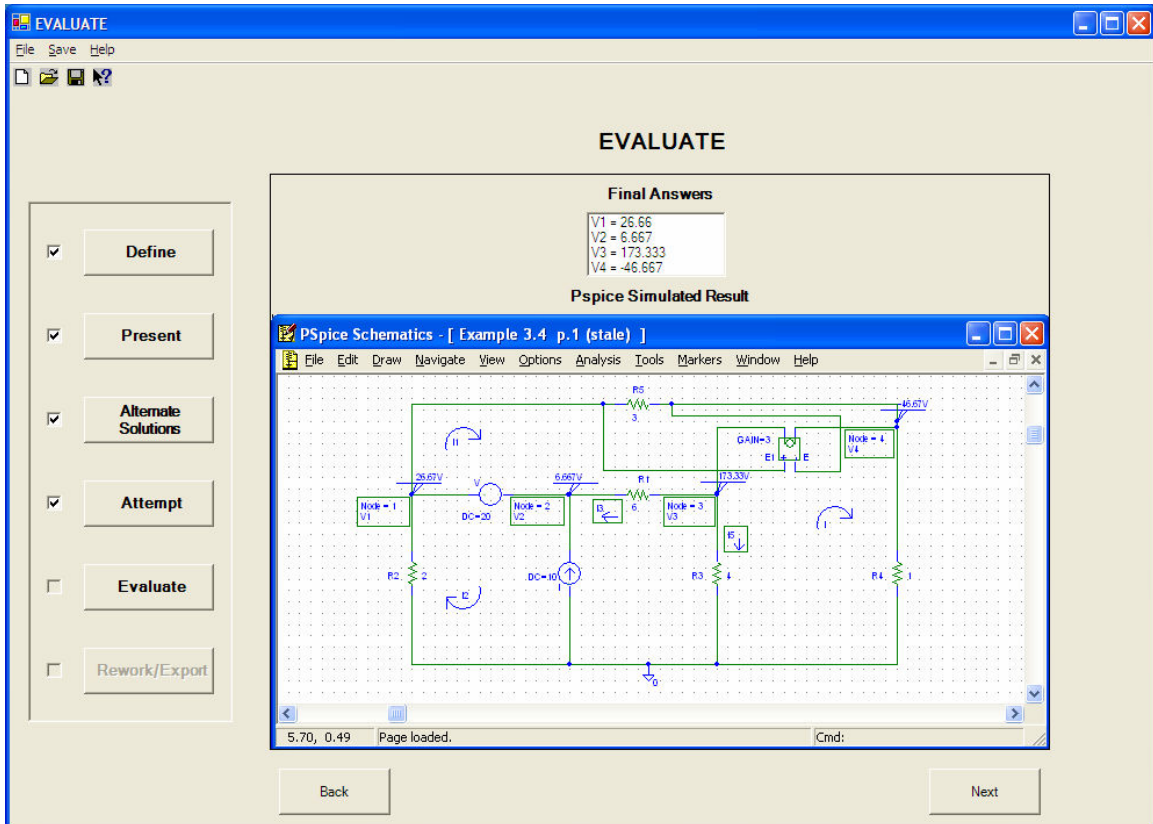 EVALUATE
File Save Help
EVALUATE
Define
Present
Alternate
Solutions
Attempt
Evaluate
Rework/Export
Final Answers
V1 = 26.66
V2 = 6.667
V3 = 173.333
V4 = -46.667
Pspice Simulated Result
PSpice Schematics - [ Example 3.4 p.1 (stale) ]
File Edit Draw Navigate View Options Analysis Tools Markers Window Help
R5
3
-46.67V
I1
GAIN=3
E1 E
Node = 4
V4
26.67V
V
6.667V
R1
173.33V
Node = 1
V1
DC=20
Node = 2
V2
I3
6
Node = 3
V3
I5
R2 2
I2
DC=10
R3 4
R4 1
0
5.70, 0.49 Page loaded. Cmd:
Back Next